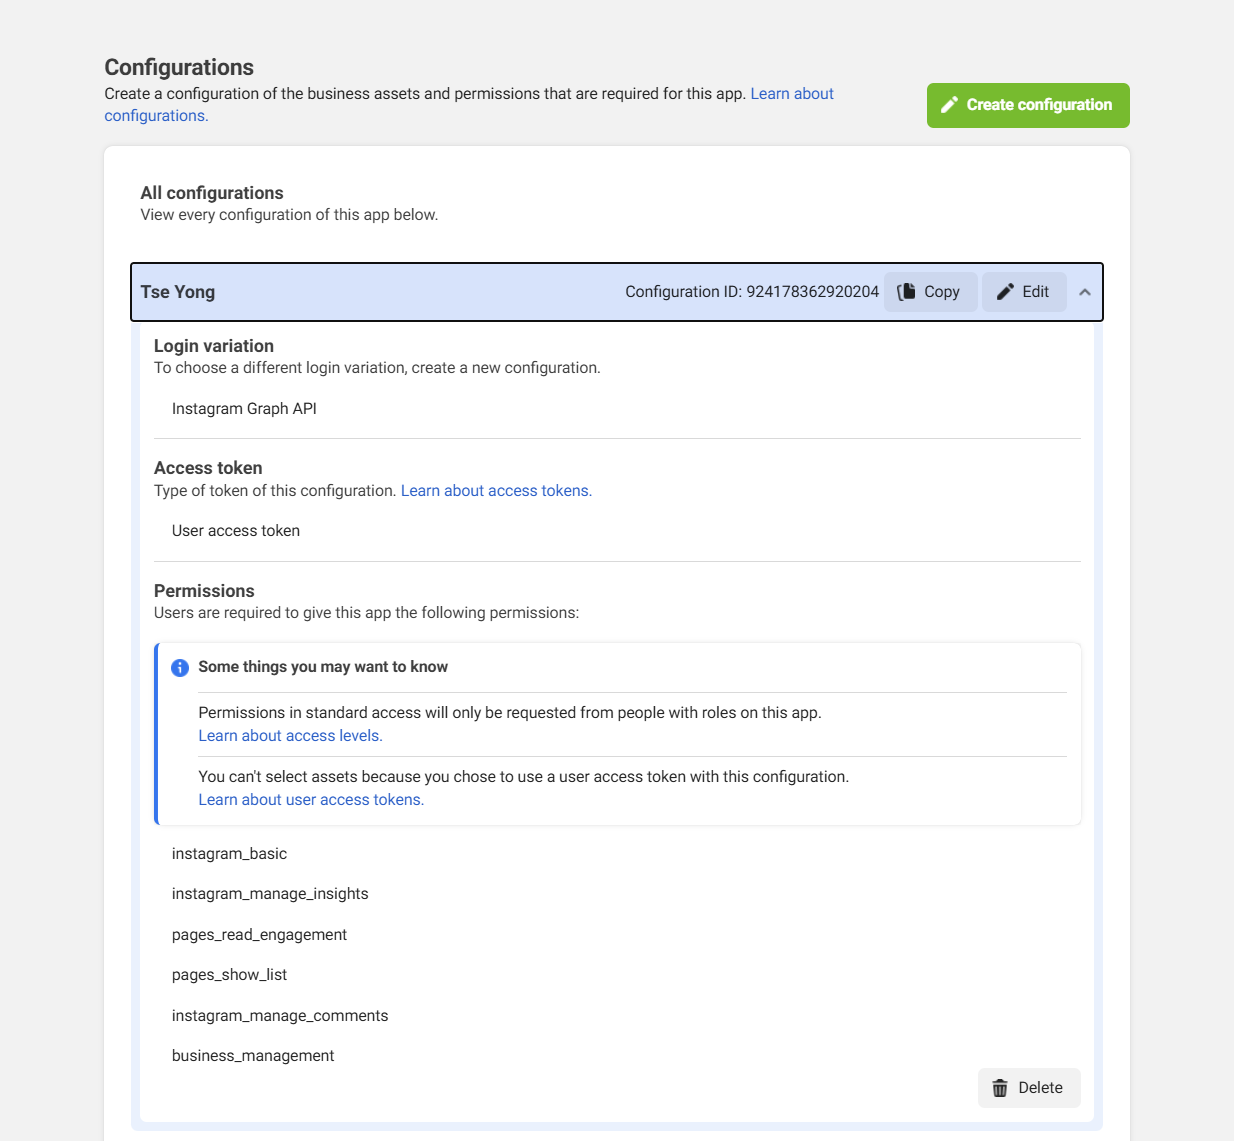 Configurations
Create a configuration of the business assets and permissions that are required for this app. Learn about
configurations.
Create configuration
All configurations
View every configuration of this app below.
Tse Yong
Configuration ID: 924178362920204
Copy
Edit
Login variation
To choose a different login variation, create a new configuration.
Instagram Graph API
Access token
Type of token of this configuration. Learn about access tokens.
User access token
Permissions
Users are required to give this app the following permissions:
Some things you may want to know
Permissions in standard access will only be requested from people with roles on this app.
Learn about access levels.
You can't select assets because you chose to use a user access token with this configuration.
Learn about user access tokens.
instagram_basic
instagram_manage_insights
pages_read_engagement
pages_show_list
instagram_manage_comments
business_management
Delete